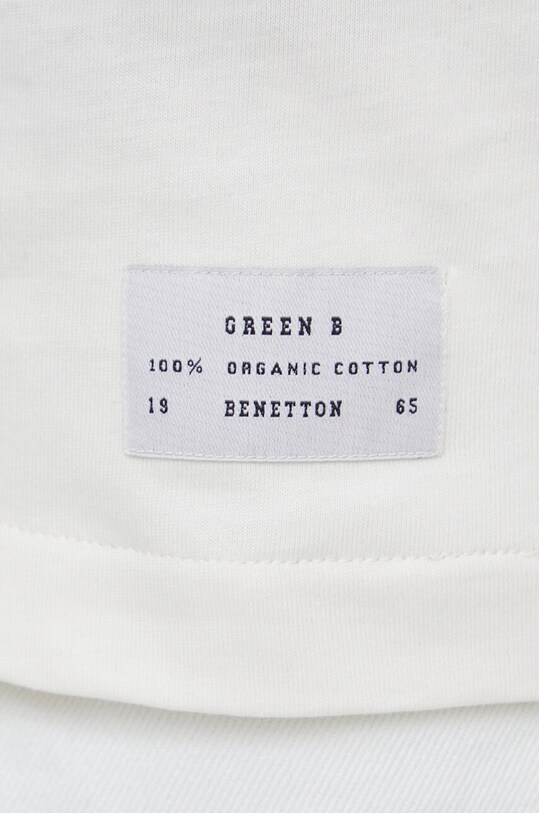 GREEN B
100% ORGANIC COTTON
19 BENETTON 65